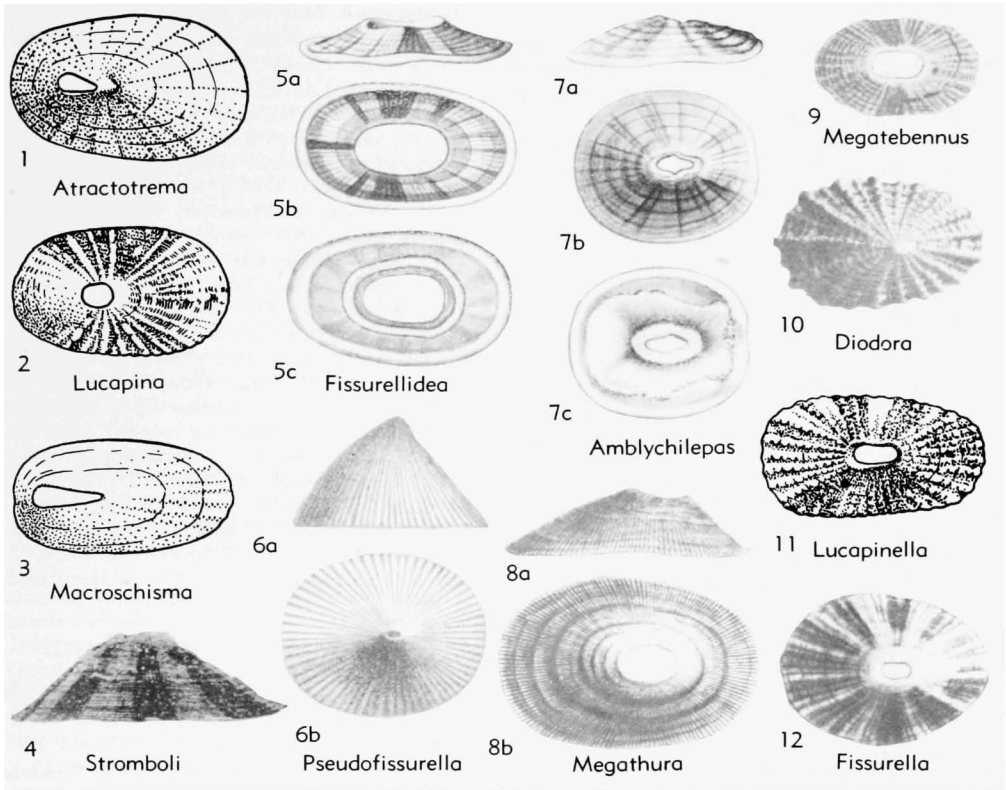 1
Atractotrema
2
Lucapina
3
Macroschisma
4
Stromboli
5a
5b
5c
Fissurellidea
6a
6b
Pseudofissurella
7a
7b
7c
Amblychilepas
8a
8b
Megathura
9
Megatebennus
10
Diodora
11
Lucapinella
12
Fissurella